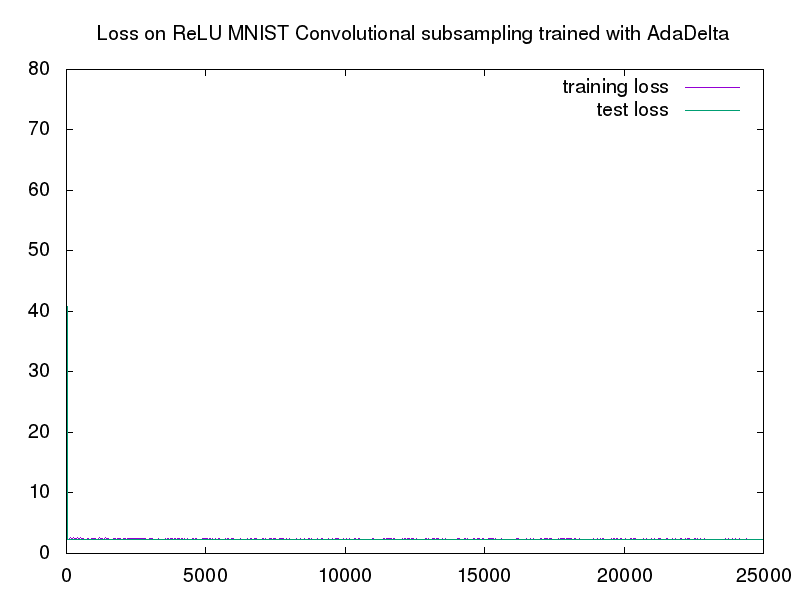 Loss on ReLU MNIST Convolutional subsampling trained with AdaDelta
80
training loss
test loss
70
60
50
40
30
20
10
0
0 5000 10000 15000 20000 25000